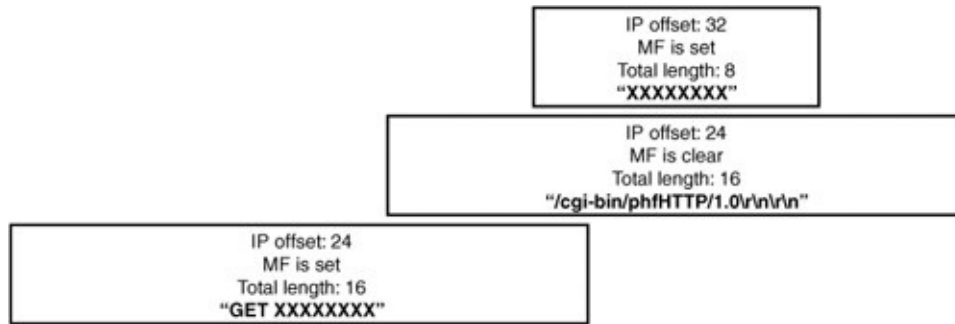 IP offset: 32
MF is set
Total length: 8
“XXXXXXXX”
IP offset: 24
MF is clear
Total length: 16
“/cgi-bin/phfHTTP/1.0\r\n\r\n”
IP offset: 24
MF is set
Total length: 16
“GET XXXXXXXX”